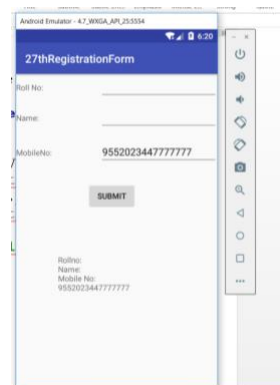 Android Emulator - 4.7_WXGA_API_25:5554
6:20
27thRegistrationForm
Roll No:
Name:
MobileNo: 9552023447777777
SUBMIT
Rollno:
Name:
Mobile No:
9552023447777777